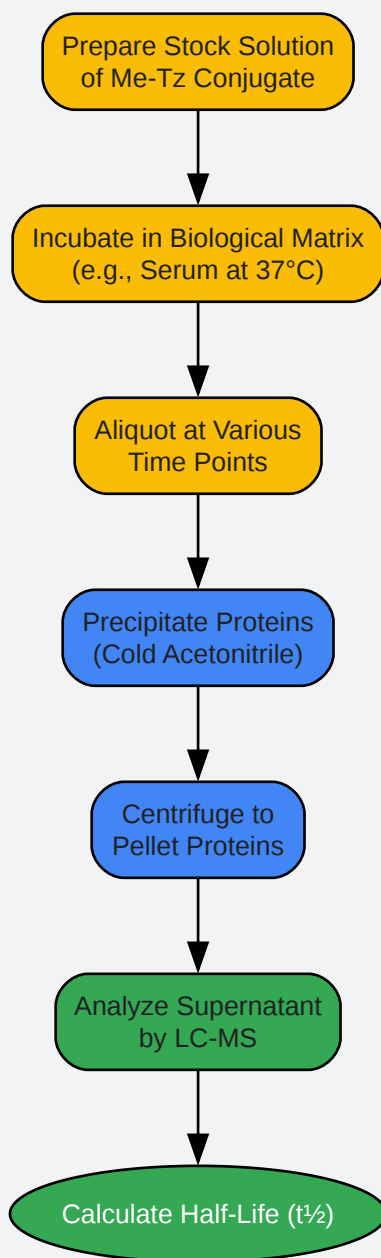 Prepare Stock Solution
of Me-Tz Conjugate
Incubate in Biological Matrix
(e.g., Serum at 37°C)
Aliquot at Various
Time Points
Precipitate Proteins
(Cold Acetonitrile)
Centrifuge to
Pellet Proteins
Analyze Supernatant
by LC-MS
Calculate Half-Life (t½)